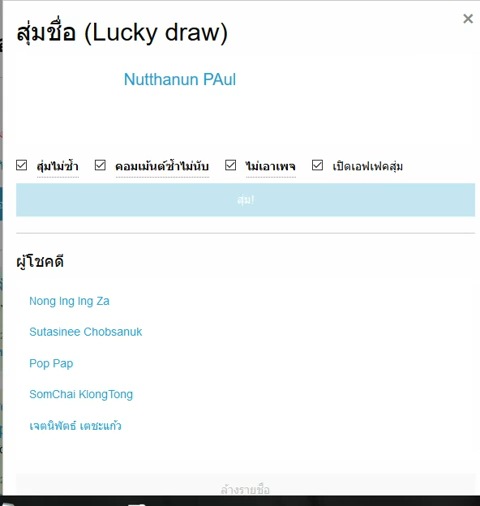 สุ่มชื่อ (Lucky draw)
×
Nutthanun PAul
สุ่มไม่ซ้ำ คอมเม้นต์ซ้ำไม่นับ ไม่เอาเพจ เปิดเอฟเฟคสุ่ม
สุ่ม!
ผู้โชคดี
Nong Ing Ing Za
Sutasinee Chobsanuk
Pop Pap
SomChai KlongTong
เจตนิพัตธ์ เตชะแก้ว
ล้างรายชื่อ